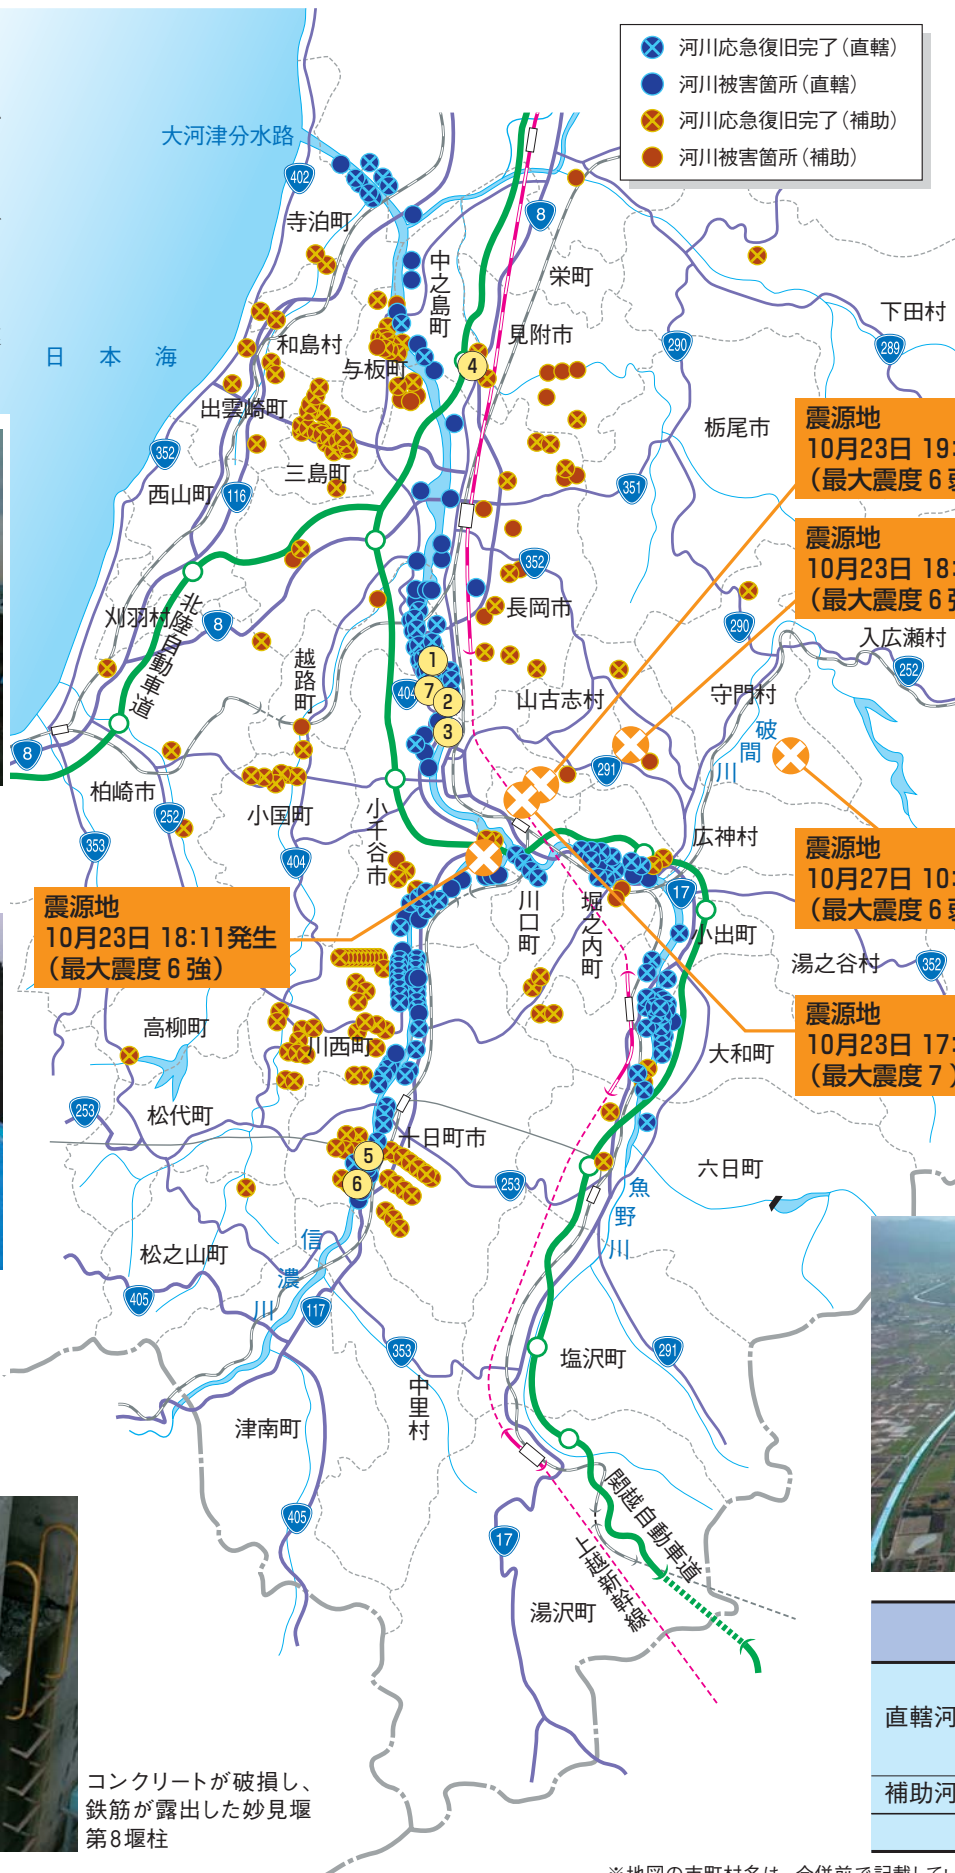 河川応急復旧完了（直轄）
河川被害箇所（直轄）
河川応急復旧完了（補助）
河川被害箇所（補助）
大河津分水路
402
寺泊町
8
中之島町
栄町
下田村
和島村
見附市
290
289
日本海
与板町
4
出雲崎町
栃尾市
震源地
10月23日 19:
（最大震度６弱
352
三島町
西山町
116
351
震源地
10月23日 18:
（最大震度６強
352
長岡市
刈羽村
北陸自動車道
8
290
入広瀬村
252
越路町
1
404
7
2
山古志村
守門村
3
破間川
8
291
柏崎市
252
小国町
353
404
小千谷市
広神村
震源地
10月27日 10:
（最大震度６弱
17
震源地
10月23日 18:11発生
（最大震度６強）
川口町
堀之内町
小出町
湯之谷村
352
高柳町
川西町
震源地
10月23日 17:
（最大震度７）
大和町
253
松代町
十日町市
5
6
253
六日町
魚野川
松之山町
信濃川
405
117
353
塩沢町
291
中里村
津南町
405
17
関越自動車道
上越新幹線
湯沢町
直轄河
補助河
コンクリートが破損し、
鉄筋が露出した妙見堰
第8堰柱